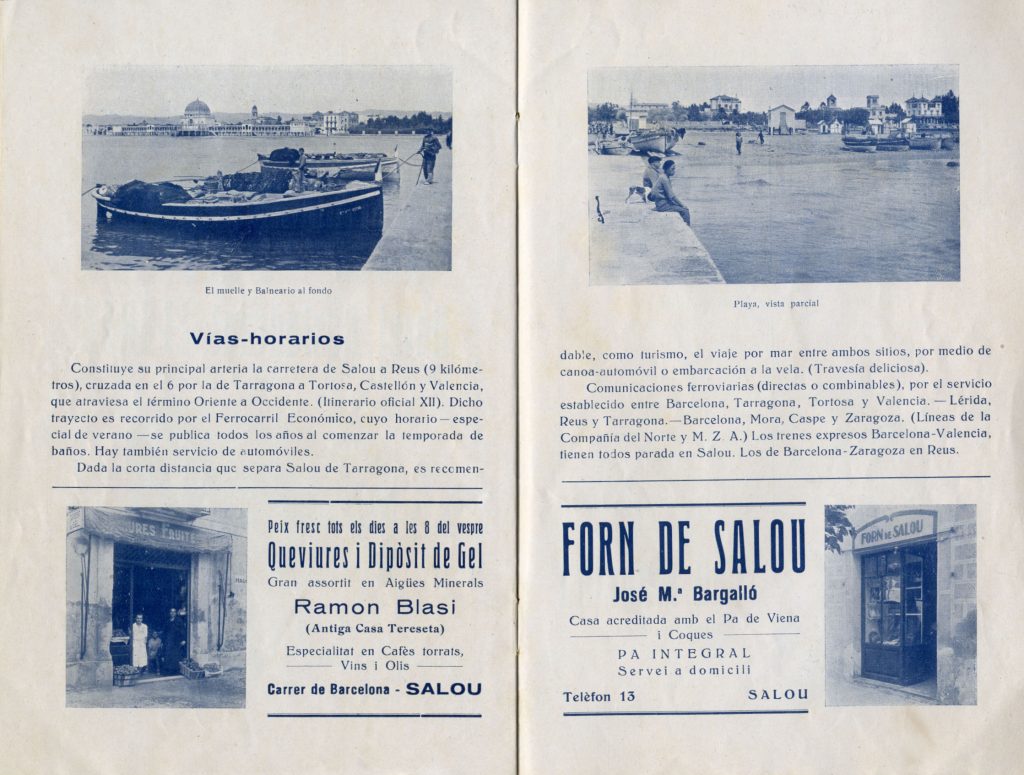 El muelle y Balneario al fondo
Vías-horarios
Constituye su principal arteria la carretera de Salou a Reus (9 kilóme-
tros), cruzada en el 6 por la de Tarragona a Tortosa, Castellón y Valencia,
que atraviesa el término Oriente a Occidente. (Itinerario oficial XII). Dicho
trayecto es recorrido por el Ferrocarril Económico, cuyo horario — espe-
cial de verano — se publica todos los años al comenzar la temporada de
baños. Hay también servicio de automóviles.
Dada la corta distancia que separa Salou de Tarragona, es recomen-
URES FRUITE
Peix fresc tots els dies a les 8 del vespre
Queviures i Dipòsit de Gel
Gran assortit en Aigües Minerals
Ramon Blasi
(Antiga Casa Tereseta)
Especialitat en Cafès torrats,
Vins i Olis
Carrer de Barcelona - SALOU
Playa, vista parcial
dable, como turismo, el viaje por mar entre ambos sitios, por medio de
canoa-automóvil o embarcación a la vela. (Travesía deliciosa).
Comunicaciones ferroviarias (directas o combinables), por el servicio
establecido entre Barcelona, Tarragona, Tortosa y Valencia. — Lérida,
Reus y Tarragona. — Barcelona, Mora, Caspe y Zaragoza. (Líneas de la
Compañía del Norte y M. Z. A.) Los trenes expresos Barcelona-Valencia,
tienen todos parada en Salou. Los de Barcelona-Zaragoza en Reus.
FORN DE SALOU
José M.ª Bargalló
Casa acreditada amb el Pa de Viena
i Coques
PA INTEGRAL
Servei a domicili
Telèfon 13 SALOU
FORN DE SALOU